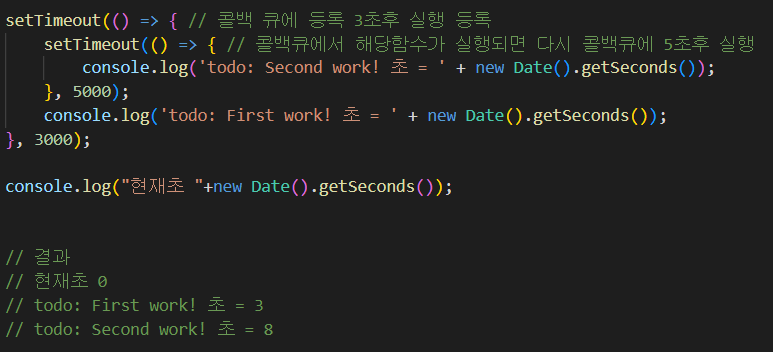 setTimeout(() => { // 콜백 큐에 등록 3초후 실행 등록
    setTimeout(() => { // 콜백큐에서 해당함수가 실행되면 다시 콜백큐에 5초후 실행
        console.log('todo: Second work! 초 = ' + new Date().getSeconds());
    }, 5000);
    console.log('todo: First work! 초 = ' + new Date().getSeconds());
}, 3000);
console.log("현재초 "+new Date().getSeconds());
// 결과
// 현재초 0
// todo: First work! 초 = 3
// todo: Second work! 초 = 8